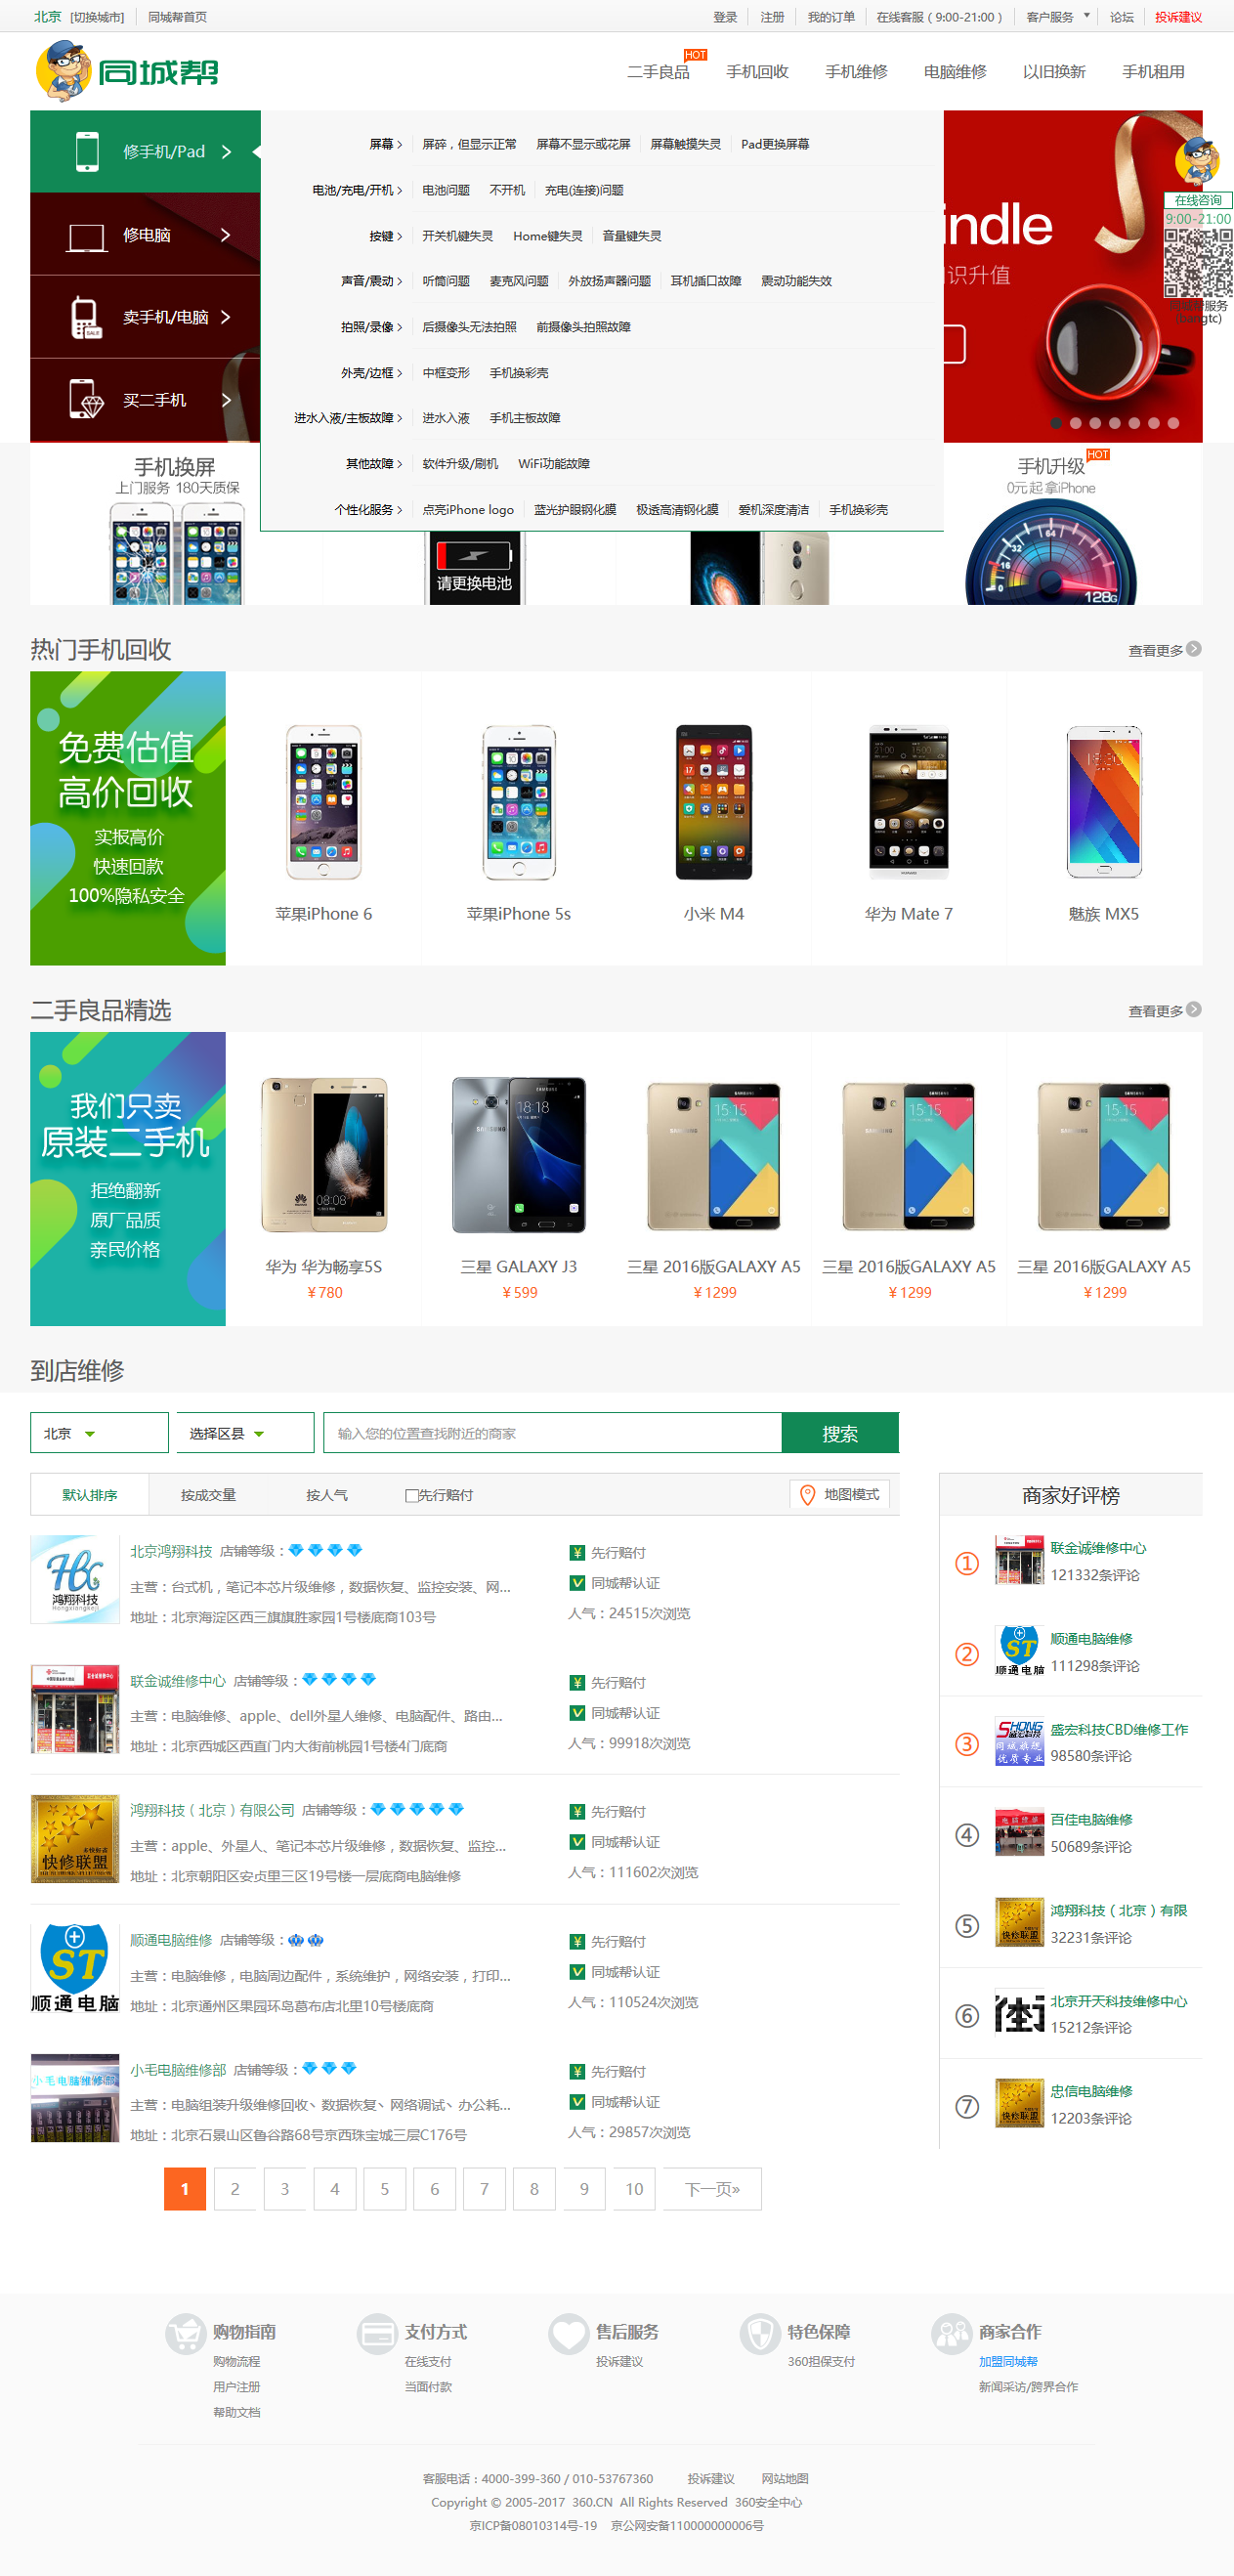 北京 [切换城市] 同城帮首页 登录 注册 我的订单 在线客服（9:00-21:00） 客户服务 论坛 投诉建议
同城帮
HOT
二手良品 手机回收 手机维修 电脑维修 以旧换新 手机租用
修手机/Pad
修电脑
卖手机/电脑
SALE
买二手机
屏幕 屏碎，但显示正常 屏幕不显示或花屏 屏幕触摸失灵 Pad更换屏幕
电池/充电/开机 电池问题 不开机 充电(连接)问题
按键 开关机键失灵 Home键失灵 音量键失灵
声音/震动 听筒问题 麦克风问题 外放扬声器问题 耳机插口故障 震动功能失效
拍照/录像 后摄像头无法拍照 前摄像头拍照故障
外壳/边框 中框变形 手机换彩壳
进水入液/主板故障 进水入液 手机主板故障
其他故障 软件升级/刷机 WiFi功能故障
个性化服务 点亮iPhone logo 蓝光护眼钢化膜 极透高清钢化膜 爱机深度清洁 手机换彩壳
indle
识升值
在线咨询
9:00-21:00
(bangtc)
手机换屏
上门服务 180天质保
请更换电池
手机升级
HOT
0元起拿iPhone
0 16 32 64 128G
热门手机回收 查看更多
免费估值
高价回收
实报高价
快速回款
100%隐私安全
苹果iPhone 6 苹果iPhone 5s 小米 M4 华为 Mate 7 魅族 MX5
二手良品精选 查看更多
我们只卖
原装二手机
拒绝翻新
原厂品质
亲民价格
华为 华为畅享5S 三星 GALAXY J3 三星 2016版GALAXY A5 三星 2016版GALAXY A5 三星 2016版GALAXY A5
¥780 ¥599 ¥1299 ¥1299 ¥1299
到店维修
北京 选择区县 输入您的位置查找附近的商家 搜索
默认排序 按成交量 按人气 先行赔付 地图模式
北京鸿翔科技 店铺等级： ¥ 先行赔付
主营：台式机，笔记本芯片级维修，数据恢复、监控安装、网... 同城帮认证
地址：北京海淀区西三旗旗胜家园1号楼底商103号 人气：24515次浏览
鸿翔科技
联金诚维修中心 店铺等级： ¥ 先行赔付
主营：电脑维修、apple、dell外星人维修、电脑配件、路由... 同城帮认证
地址：北京西城区西直门内大街前桃园1号楼4门底商 人气：99918次浏览
鸿翔科技（北京）有限公司 店铺等级： ¥ 先行赔付
主营：apple、外星人、笔记本芯片级维修，数据恢复、监控... 同城帮认证
地址：北京朝阳区安贞里三区19号楼一层底商电脑维修 人气：111602次浏览
快修联盟
顺通电脑维修 店铺等级： ¥ 先行赔付
主营：电脑维修，电脑周边配件，系统维护，网络安装，打印... 同城帮认证
地址：北京通州区果园环岛葛布店北里10号楼底商 人气：110524次浏览
ST
顺通电脑
小毛电脑维修部 店铺等级： ¥ 先行赔付
主营：电脑组装升级维修回收、数据恢复、网络调试、办公耗... 同城帮认证
地址：北京石景山区鲁谷路68号京西珠宝城三层C176号 人气：29857次浏览
小毛电脑维修部
1 2 3 4 5 6 7 8 9 10 下一页»
商家好评榜
① 联金诚维修中心
121332条评论
② 顺通电脑维修
111298条评论
ST
顺通电脑
③ 盛宏科技CBD维修工作
98580条评论
④ 百佳电脑维修
50689条评论
⑤ 鸿翔科技（北京）有限
32231条评论
快修联盟
⑥ 北京开天科技维修中心
15212条评论
⑦ 忠信电脑维修
12203条评论
快修联盟
购物指南 支付方式 售后服务 特色保障 商家合作
购物流程 在线支付 投诉建议 360担保支付 加盟同城帮
用户注册 当面付款 新闻采访/跨界合作
帮助文档
客服电话：4000-399-360 / 010-53767360 投诉建议 网站地图
Copyright © 2005-2017 360.CN All Rights Reserved 360安全中心
京ICP备08010314号-19 京公网安备110000000006号